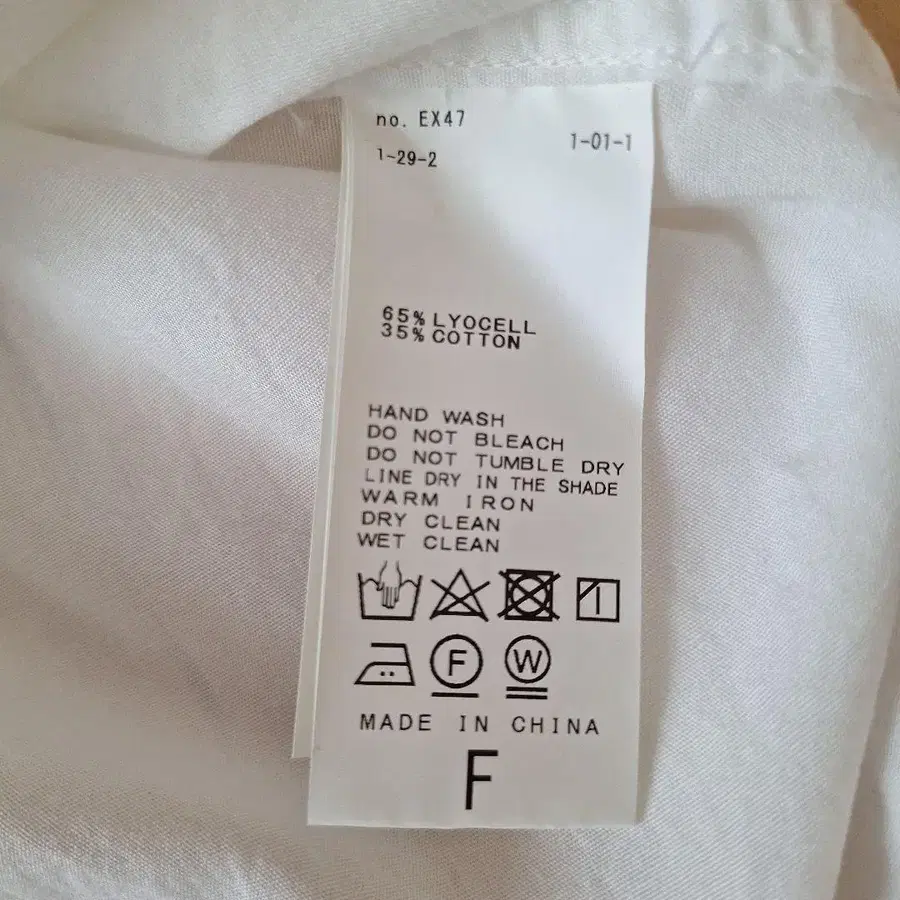 no. EX47
1-01-1
1-29-2
65% LYOCELL
35% COTTON
HAND WASH
DO NOT BLEACH
DO NOT TUMBLE DRY
LINE DRY IN THE SHADE
WARM IRON
DRY CLEAN
WET CLEAN
F W
MADE IN CHINA
F